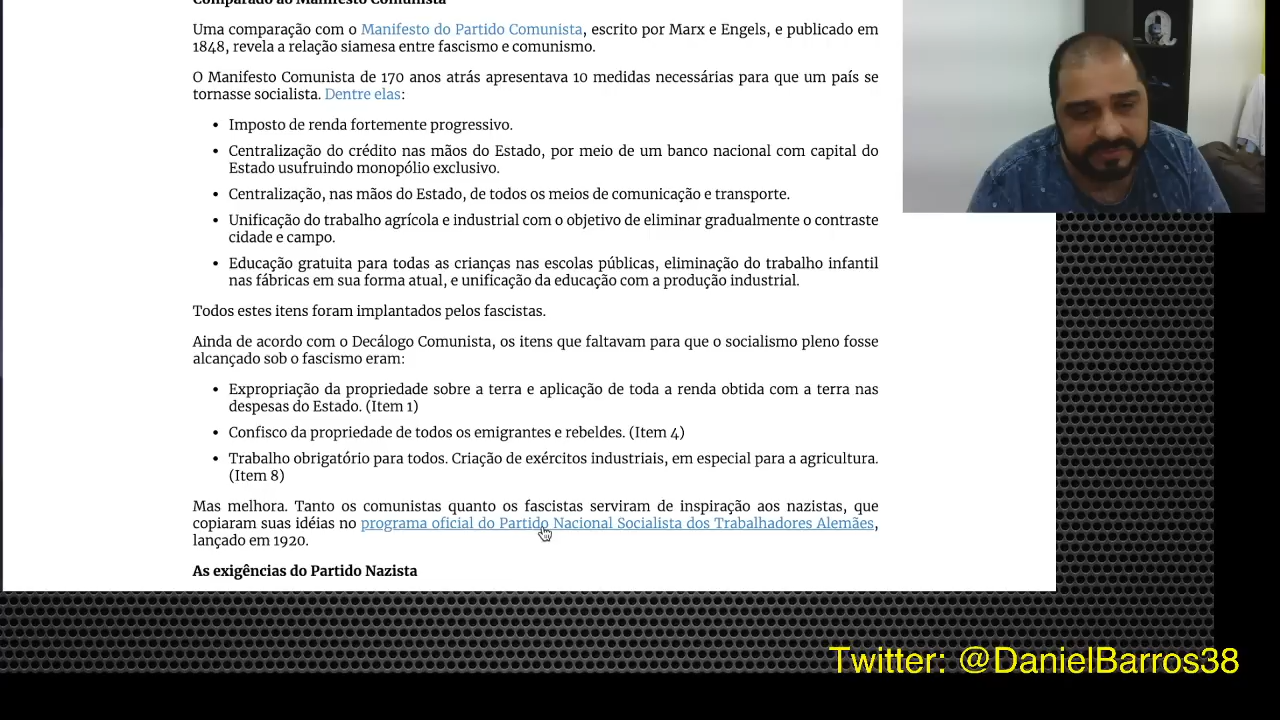 Comparado ao Manifesto Comunista
Uma comparação com o Manifesto do Partido Comunista, escrito por Marx e Engels, e publicado em
1848, revela a relação siamesa entre fascismo e comunismo.
O Manifesto Comunista de 170 anos atrás apresentava 10 medidas necessárias para que um país se
tornasse socialista. Dentre elas:
• Imposto de renda fortemente progressivo.
• Centralização do crédito nas mãos do Estado, por meio de um banco nacional com capital do
Estado usufruindo monopólio exclusivo.
• Centralização, nas mãos do Estado, de todos os meios de comunicação e transporte.
• Unificação do trabalho agrícola e industrial com o objetivo de eliminar gradualmente o contraste
cidade e campo.
• Educação gratuita para todas as crianças nas escolas públicas, eliminação do trabalho infantil
nas fábricas em sua forma atual, e unificação da educação com a produção industrial.
Todos estes itens foram implantados pelos fascistas.
Ainda de acordo com o Decálogo Comunista, os itens que faltavam para que o socialismo pleno fosse
alcançado sob o fascismo eram:
• Expropriação da propriedade sobre a terra e aplicação de toda a renda obtida com a terra nas
despesas do Estado. (Item 1)
• Confisco da propriedade de todos os emigrantes e rebeldes. (Item 4)
• Trabalho obrigatório para todos. Criação de exércitos industriais, em especial para a agricultura.
(Item 8)
Mas melhora. Tanto os comunistas quanto os fascistas serviram de inspiração aos nazistas, que
copiaram suas idéias no programa oficial do Partido Nacional Socialista dos Trabalhadores Alemães,
lançado em 1920.
As exigências do Partido Nazista
Twitter: @DanielBarros38